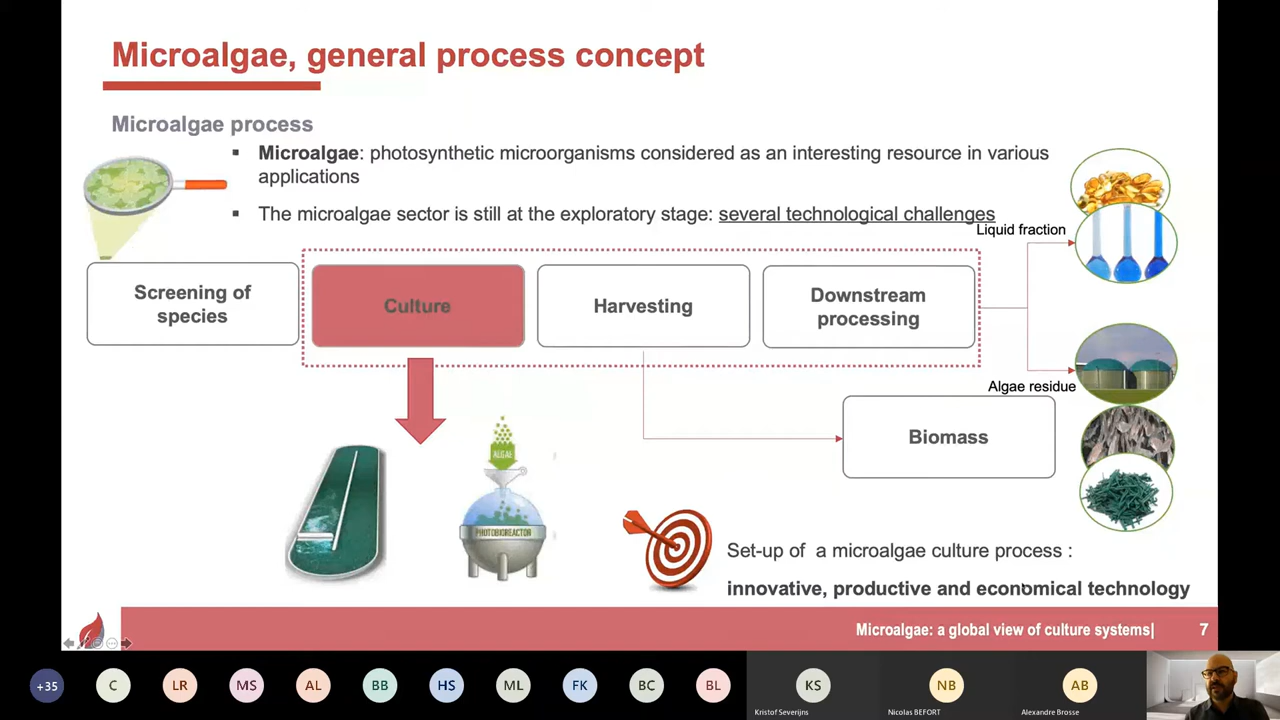 Microalgae, general process concept
Microalgae process
▪ Microalgae: photosynthetic microorganisms considered as an interesting resource in various
applications
▪ The microalgae sector is still at the exploratory stage: several technological challenges
Liquid fraction
Screening of
species
Culture
Harvesting
Downstream
processing
Algae residue
Biomass
ALGAE
PHOTOBIOREACTOR
Set-up of a microalgae culture process :
innovative, productive and economical technology
Microalgae: a global view of culture systems|
7
+35
C
LR
MS
AL
BB
HS
ML
FK
BC
BL
KS
NB
AB
Kristof Severijns
Nicolas BEFORT
Alexandre Brosse